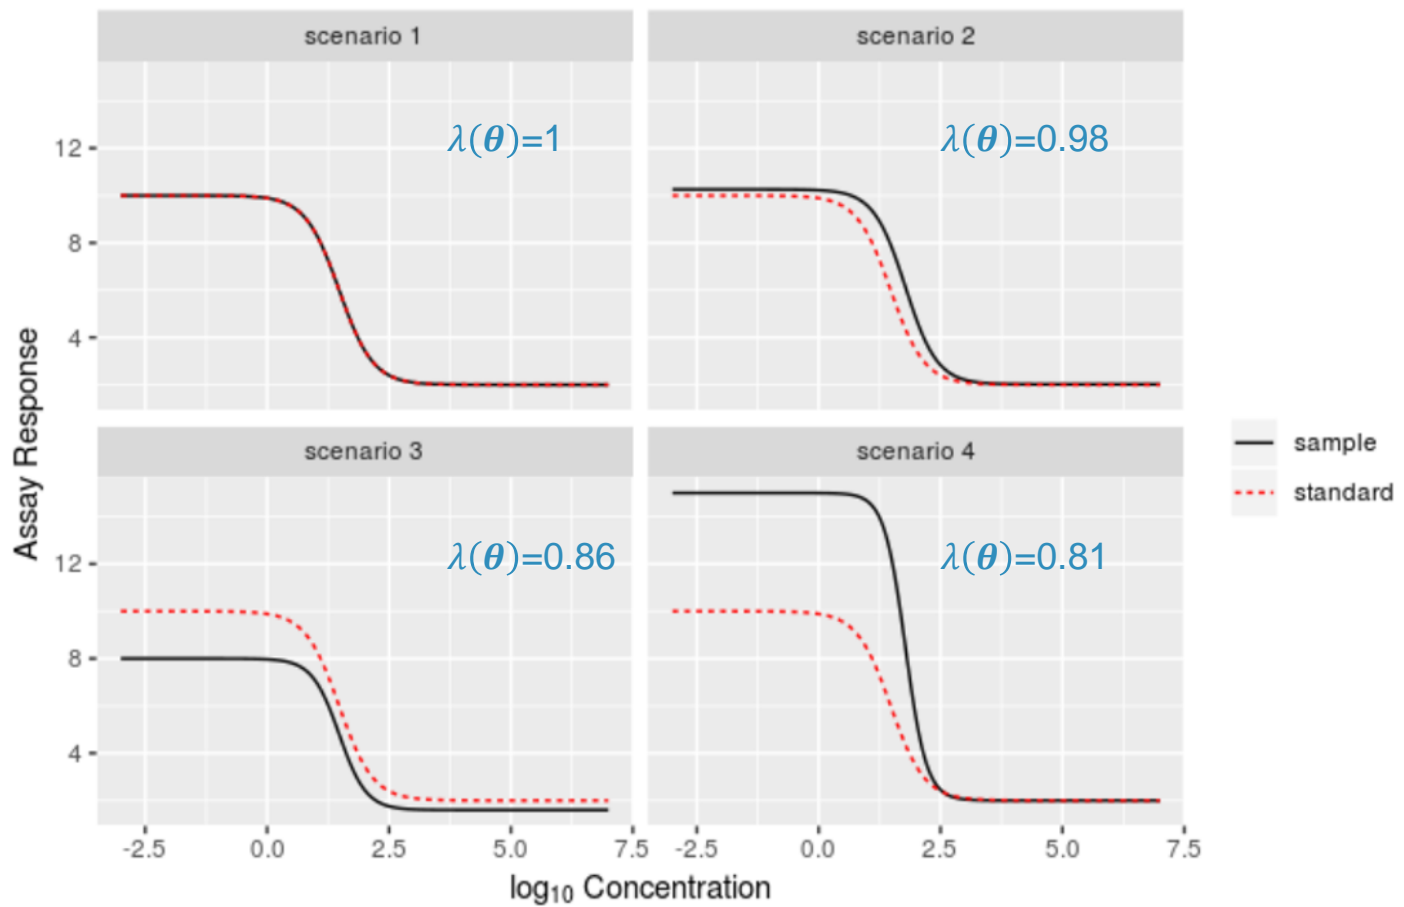 scenario 1
scenario 2
λ(θ)=1
λ(θ)=0.98
12
8
4
scenario 3
scenario 4
λ(θ)=0.86
λ(θ)=0.81
12
8
4
Assay Response
sample
standard
-2.5 0.0 2.5 5.0 7.5 -2.5 0.0 2.5 5.0 7.5
log₁₀ Concentration